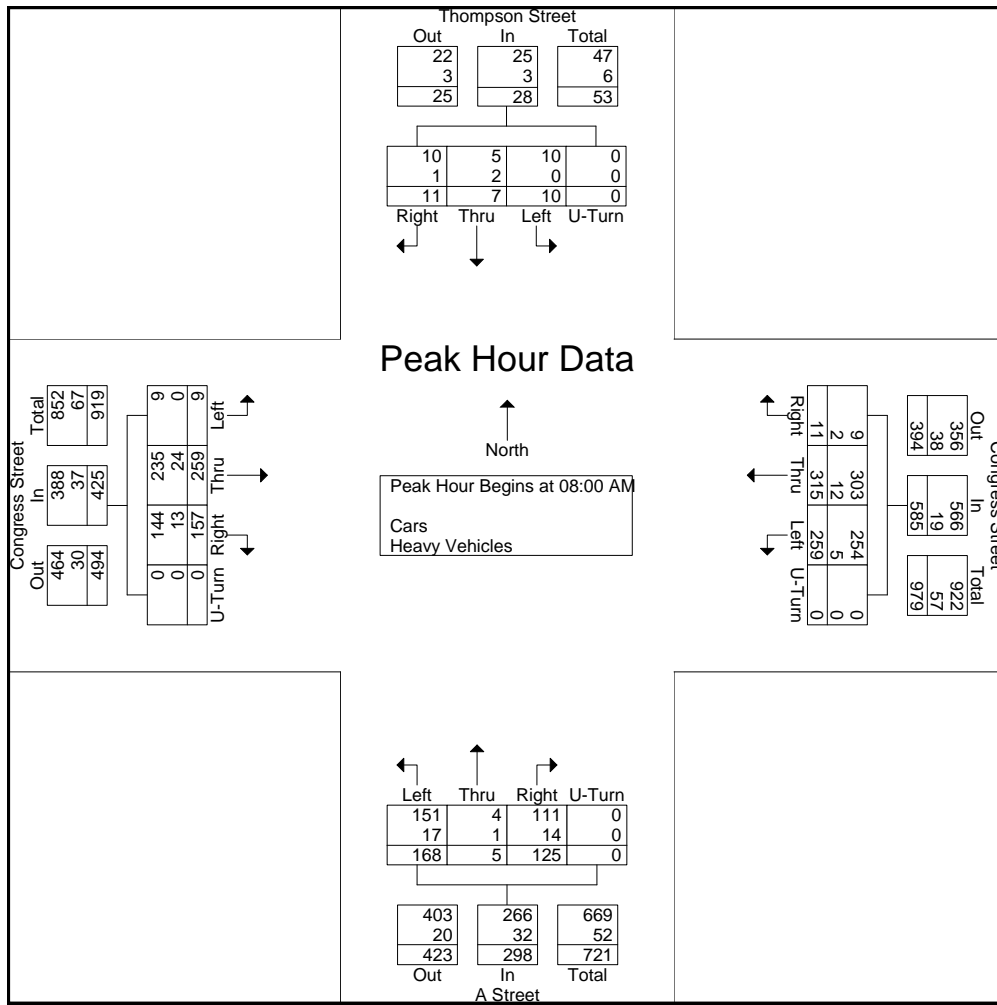 Thompson Street
Out In Total
22 25 47
3 3 6
25 28 53
10 5 10 0
1 2 0 0
11 7 10 0
Right Thru Left U-Turn
Peak Hour Data
North
Peak Hour Begins at 08:00 AM
Cars
Heavy Vehicles
Congress Street
Total In Out
852 388 464
67 37 30
919 425 494
9 235 144 0
0 24 13 0
9 259 157 0
Left Thru Right U-Turn
Congress Street
Out In Total
356 566 922
38 19 57
394 585 979
9 303 254 0
2 12 5 0
11 315 259 0
Right Thru Left U-Turn
Left Thru Right U-Turn
151 4 111 0
17 1 14 0
168 5 125 0
403 266 669
20 32 52
423 298 721
Out In Total
A Street